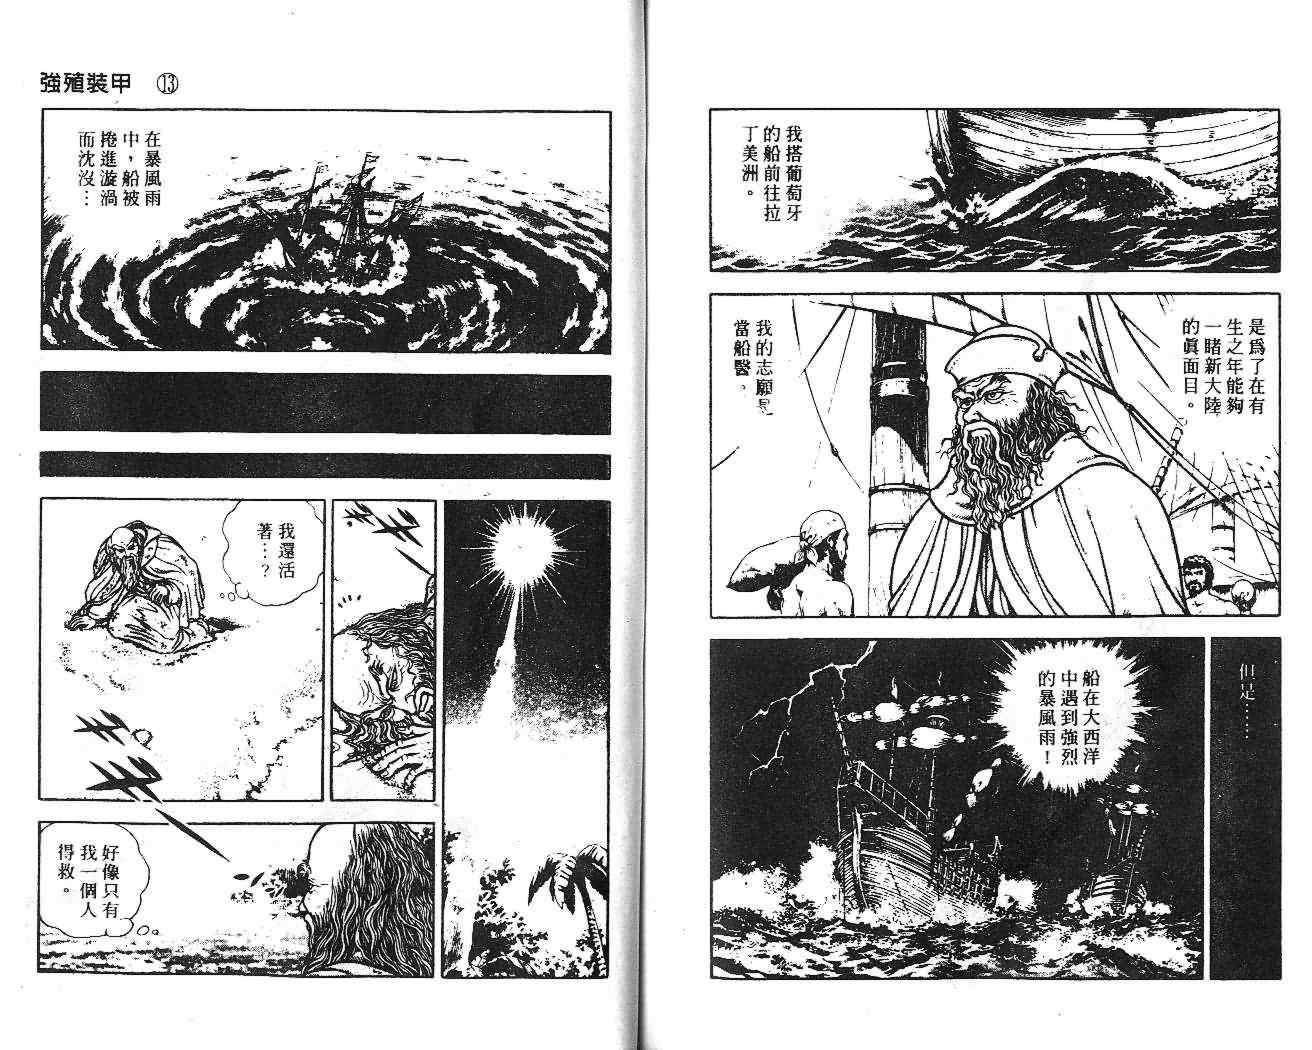 我搭葡萄牙
的船前往拉
丁美洲。
是爲了在有
生之年能夠
一睹新大陸
的眞面目。
我的志願是
當船醫。
但是……
船在大西洋
中遇到強烈
的暴風雨！
強殖裝甲 ⑬
在暴風雨
中，船被
捲進漩渦
而沈沒…
我還活
著…？
好像只有
我一個人
得救。